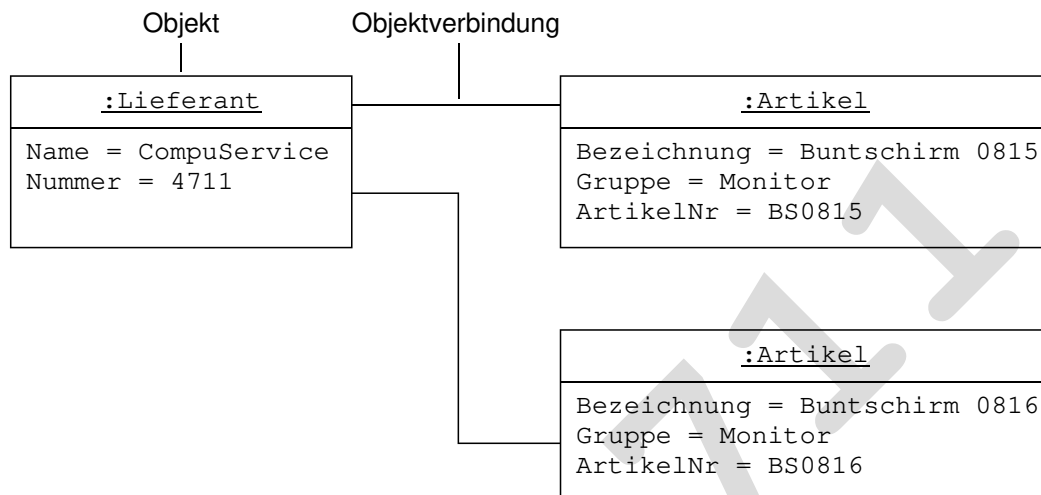 Objekt
Objektverbindung
:Lieferant
Name = CompuService
Nummer = 4711
:Artikel
Bezeichnung = Buntschirm 0815
Gruppe = Monitor
ArtikelNr = BS0815
:Artikel
Bezeichnung = Buntschirm 0816
Gruppe = Monitor
ArtikelNr = BS0816
711